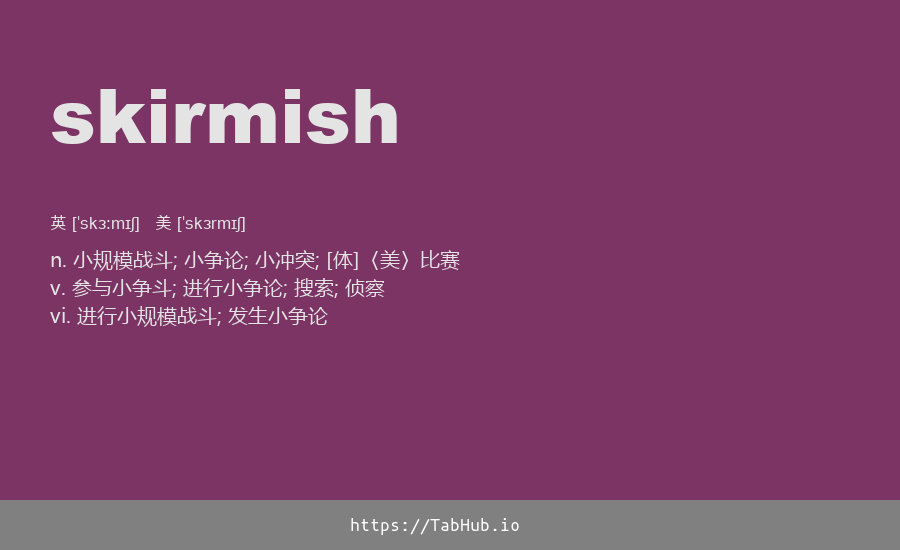 skirmish
英 [ˈskɜːmɪʃ] 美 [ˈskɜrmɪʃ]
n. 小规模战斗; 小争论; 小冲突; [体]〈美〉比赛
v. 参与小争斗; 进行小争论; 搜索; 侦察
vi. 进行小规模战斗; 发生小争论
https://TabHub.io